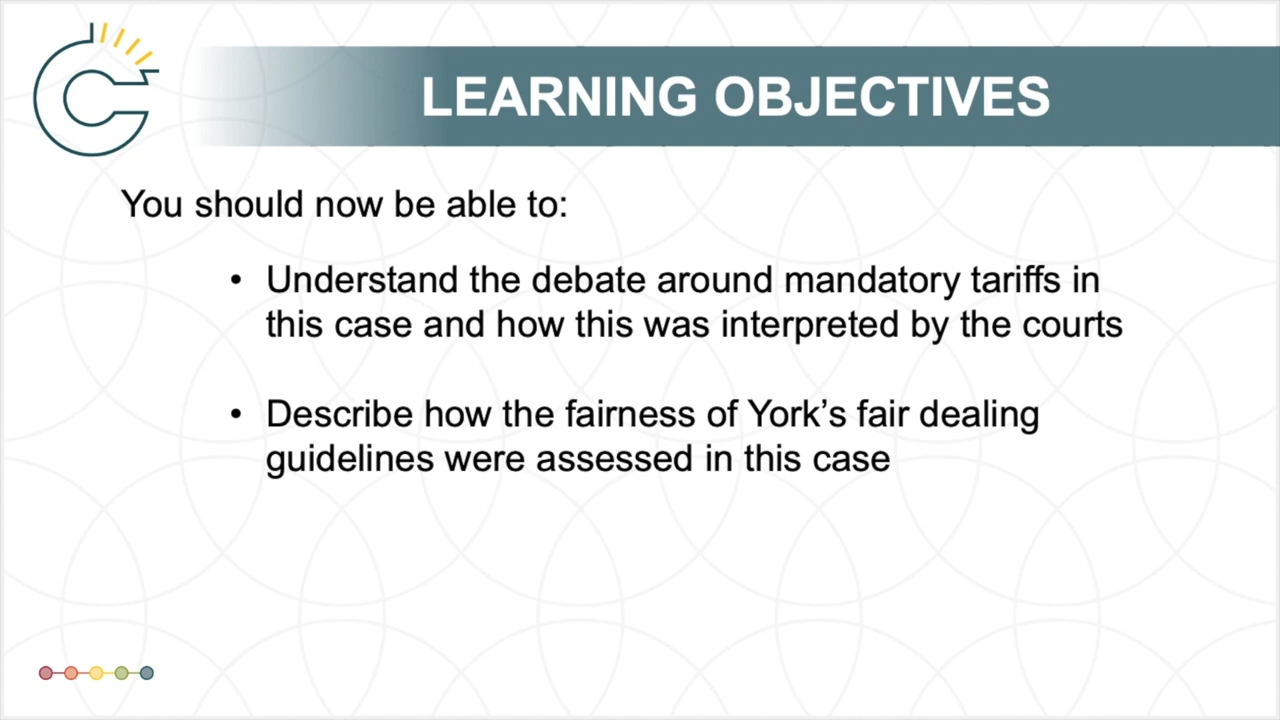 LEARNING OBJECTIVES
You should now be able to:
• Understand the debate around mandatory tariffs in
this case and how this was interpreted by the courts
• Describe how the fairness of York’s fair dealing
guidelines were assessed in this case